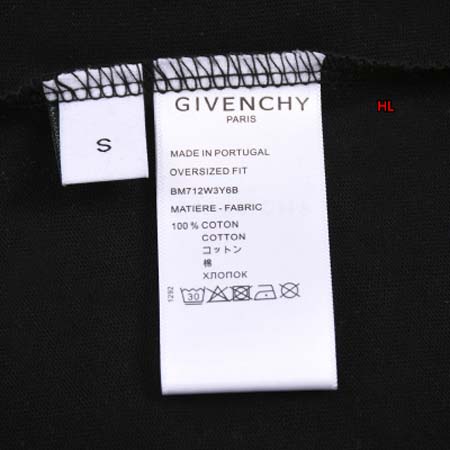 S
GIVENCHY
PARIS
MADE IN PORTUGAL
OVERSIZED FIT
BM712W3Y6B
MATIERE - FABRIC
100 % COTON
COTTON
コットン
棉
ХЛОПОК
1292
30
HL